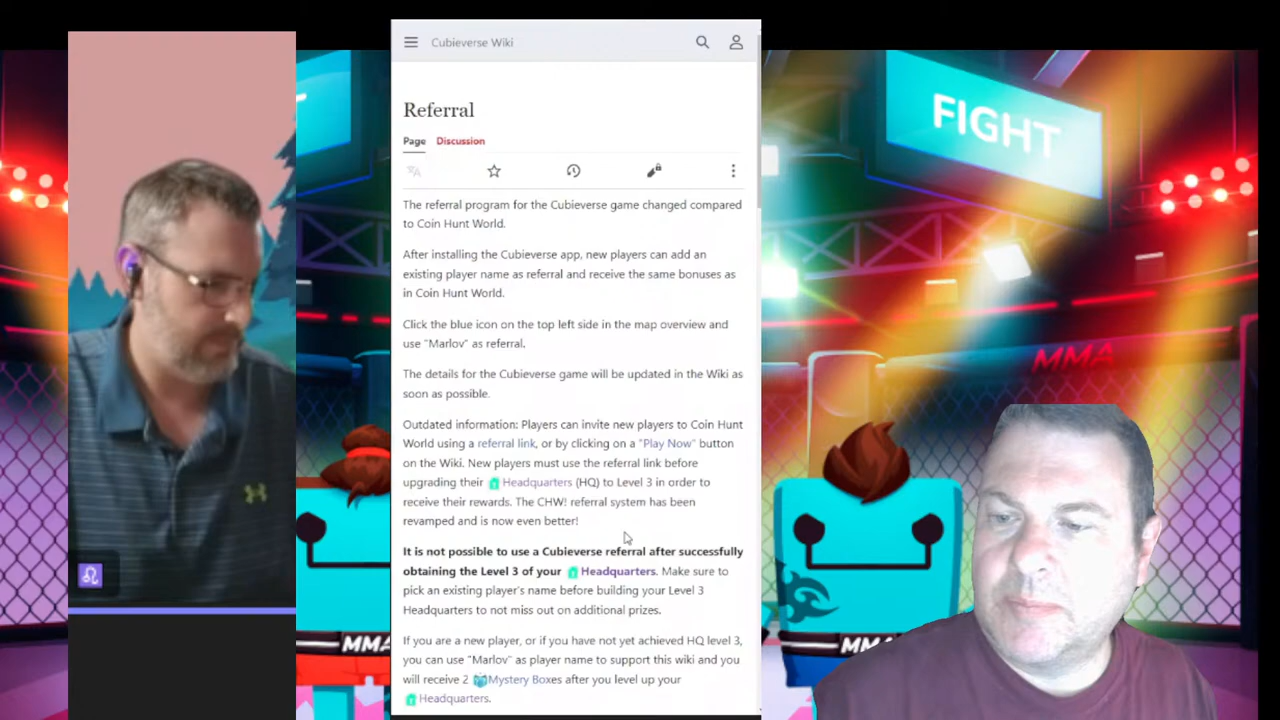 Cubieverse Wiki
FIGHT
Referral
Page Discussion
The referral program for the Cubieverse game changed compared
to Coin Hunt World.
After installing the Cubieverse app, new players can add an
existing player name as referral and receive the same bonuses as
in Coin Hunt World.
Click the blue icon on the top left side in the map overview and
use "Marlov" as referral.
The details for the Cubieverse game will be updated in the Wiki as
soon as possible.
Outdated information: Players can invite new players to Coin Hunt
World using a referral link, or by clicking on a "Play Now" button
on the Wiki. New players must use the referral link before
upgrading their Headquarters (HQ) to Level 3 in order to
receive their rewards. The CHW! referral system has been
revamped and is now even better!
It is not possible to use a Cubieverse referral after successfully
obtaining the Level 3 of your Headquarters. Make sure to
pick an existing player's name before building your Level 3
Headquarters to not miss out on additional prizes.
If you are a new player, or if you have not yet achieved HQ level 3,
you can use "Marlov" as player name to support this wiki and you
will receive 2 Mystery Boxes after you level up your
Headquarters.
MMA
MMA
MMA